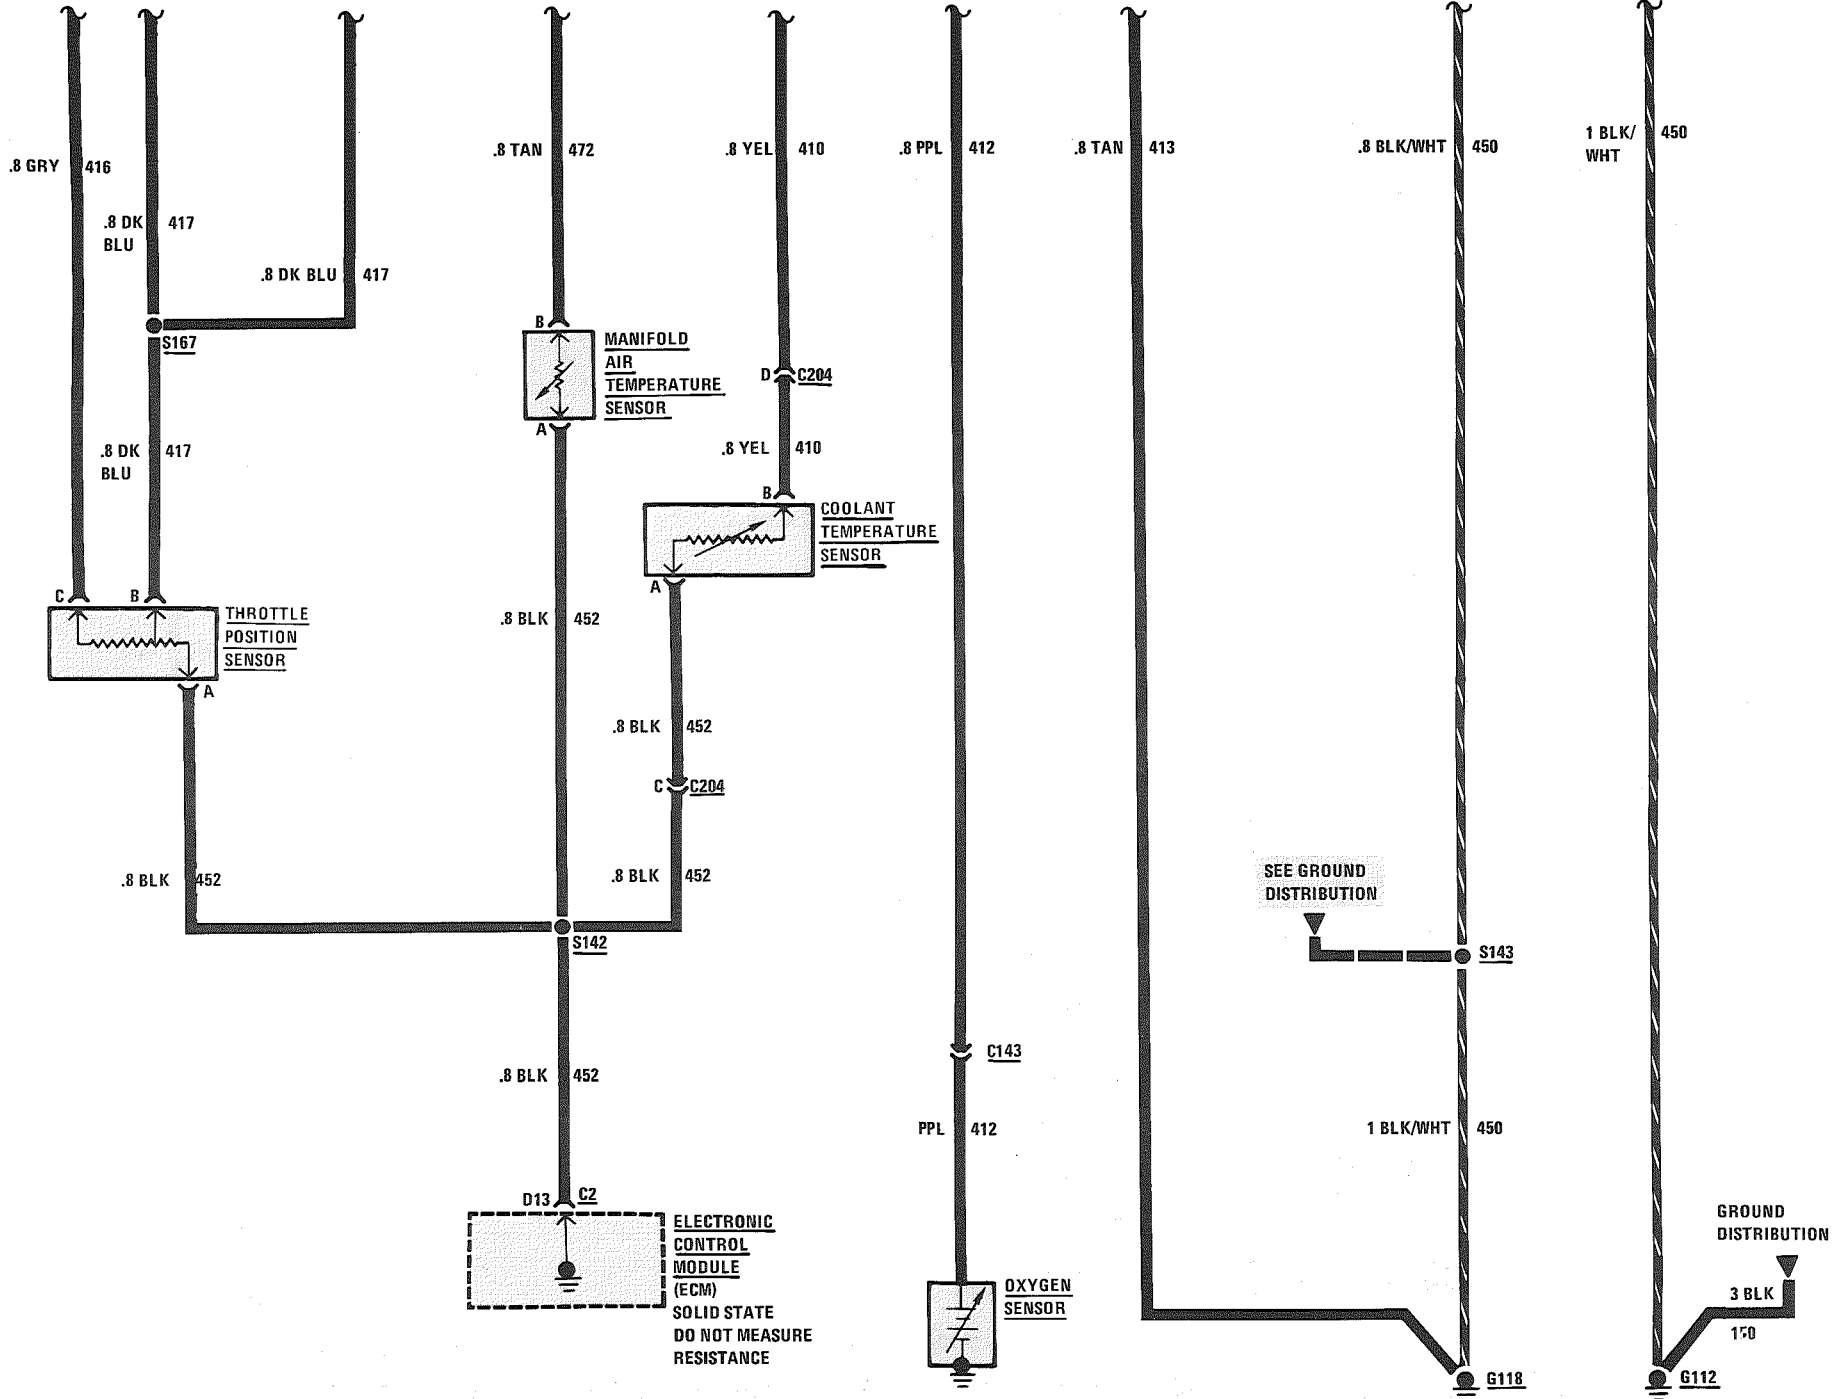 .8 GRY 416
.8 DK BLU 417
.8 DK BLU 417
S167
.8 DK BLU 417
C B
THROTTLE
POSITION
SENSOR
A
.8 BLK 452
.8 TAN 472
B
MANIFOLD
AIR
TEMPERATURE
SENSOR
A
.8 BLK 452
.8 YEL 410
D C204
.8 YEL 410
B
COOLANT
TEMPERATURE
SENSOR
A
.8 BLK 452
C C204
.8 BLK 452
S142
.8 BLK 452
D13 C2
ELECTRONIC
CONTROL
MODULE
(ECM)
SOLID STATE
DO NOT MEASURE
RESISTANCE
.8 PPL 412
C143
PPL 412
OXYGEN
SENSOR
.8 TAN 413
.8 BLK/WHT 450
SEE GROUND
DISTRIBUTION
S143
1 BLK/WHT 450
G118
1 BLK/ 450
WHT
GROUND
DISTRIBUTION
3 BLK
G112